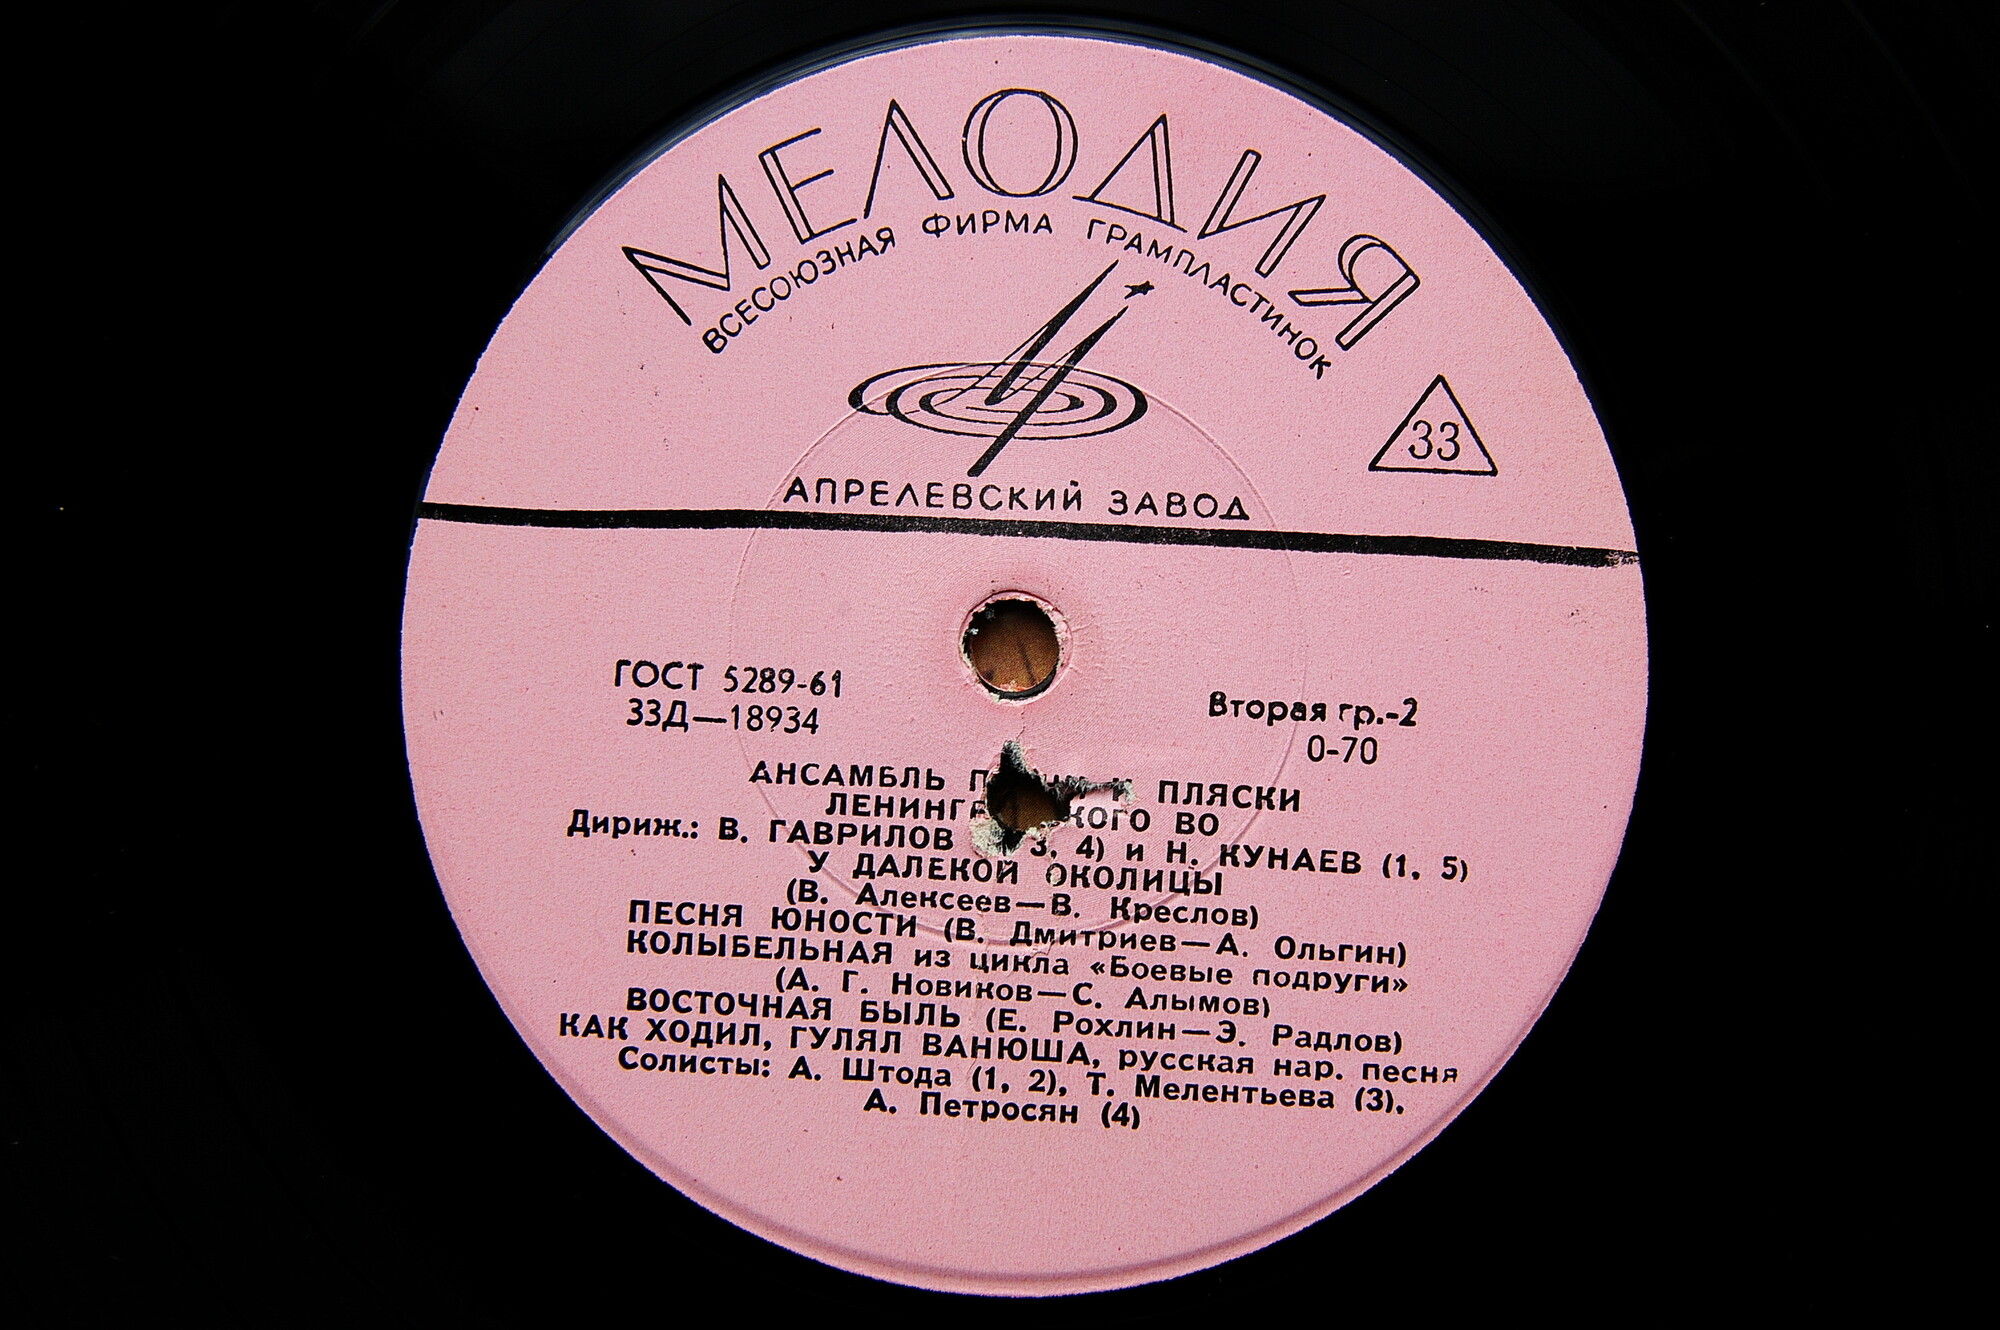 МЕЛОДИЯ
ВСЕСОЮЗНАЯ ФИРМА ГРАМПЛАСТИНОК
33
АПРЕЛЕВСКИЙ ЗАВОД
ГОСТ 5289-61
33Д—18934
Вторая гр.-2
0-70
АНСАМБЛЬ И ПЛЯСКИ
ВО
Дириж.: В. ГАВРИЛОВ 3, 4) и Н. КУНАЕВ (1, 5)
У ДАЛЕКОЙ ОКОЛИЦЫ
(В. Алексеев—В. Креслов)
ПЕСНЯ ЮНОСТИ (В. Дмитриев—А. Ольгин)
КОЛЫБЕЛЬНАЯ из цикла «Боевые подруги»
(А. Г. Новиков—С. Алымов)
ВОСТОЧНАЯ БЫЛЬ (Е. Рохлин—Э. Радлов)
КАК ХОДИЛ, ГУЛЯЛ ВАНЮША, русская нар. песня
Солисты: А. Штода (1, 2), Т. Мелентьева (3),
А. Петросян (4)